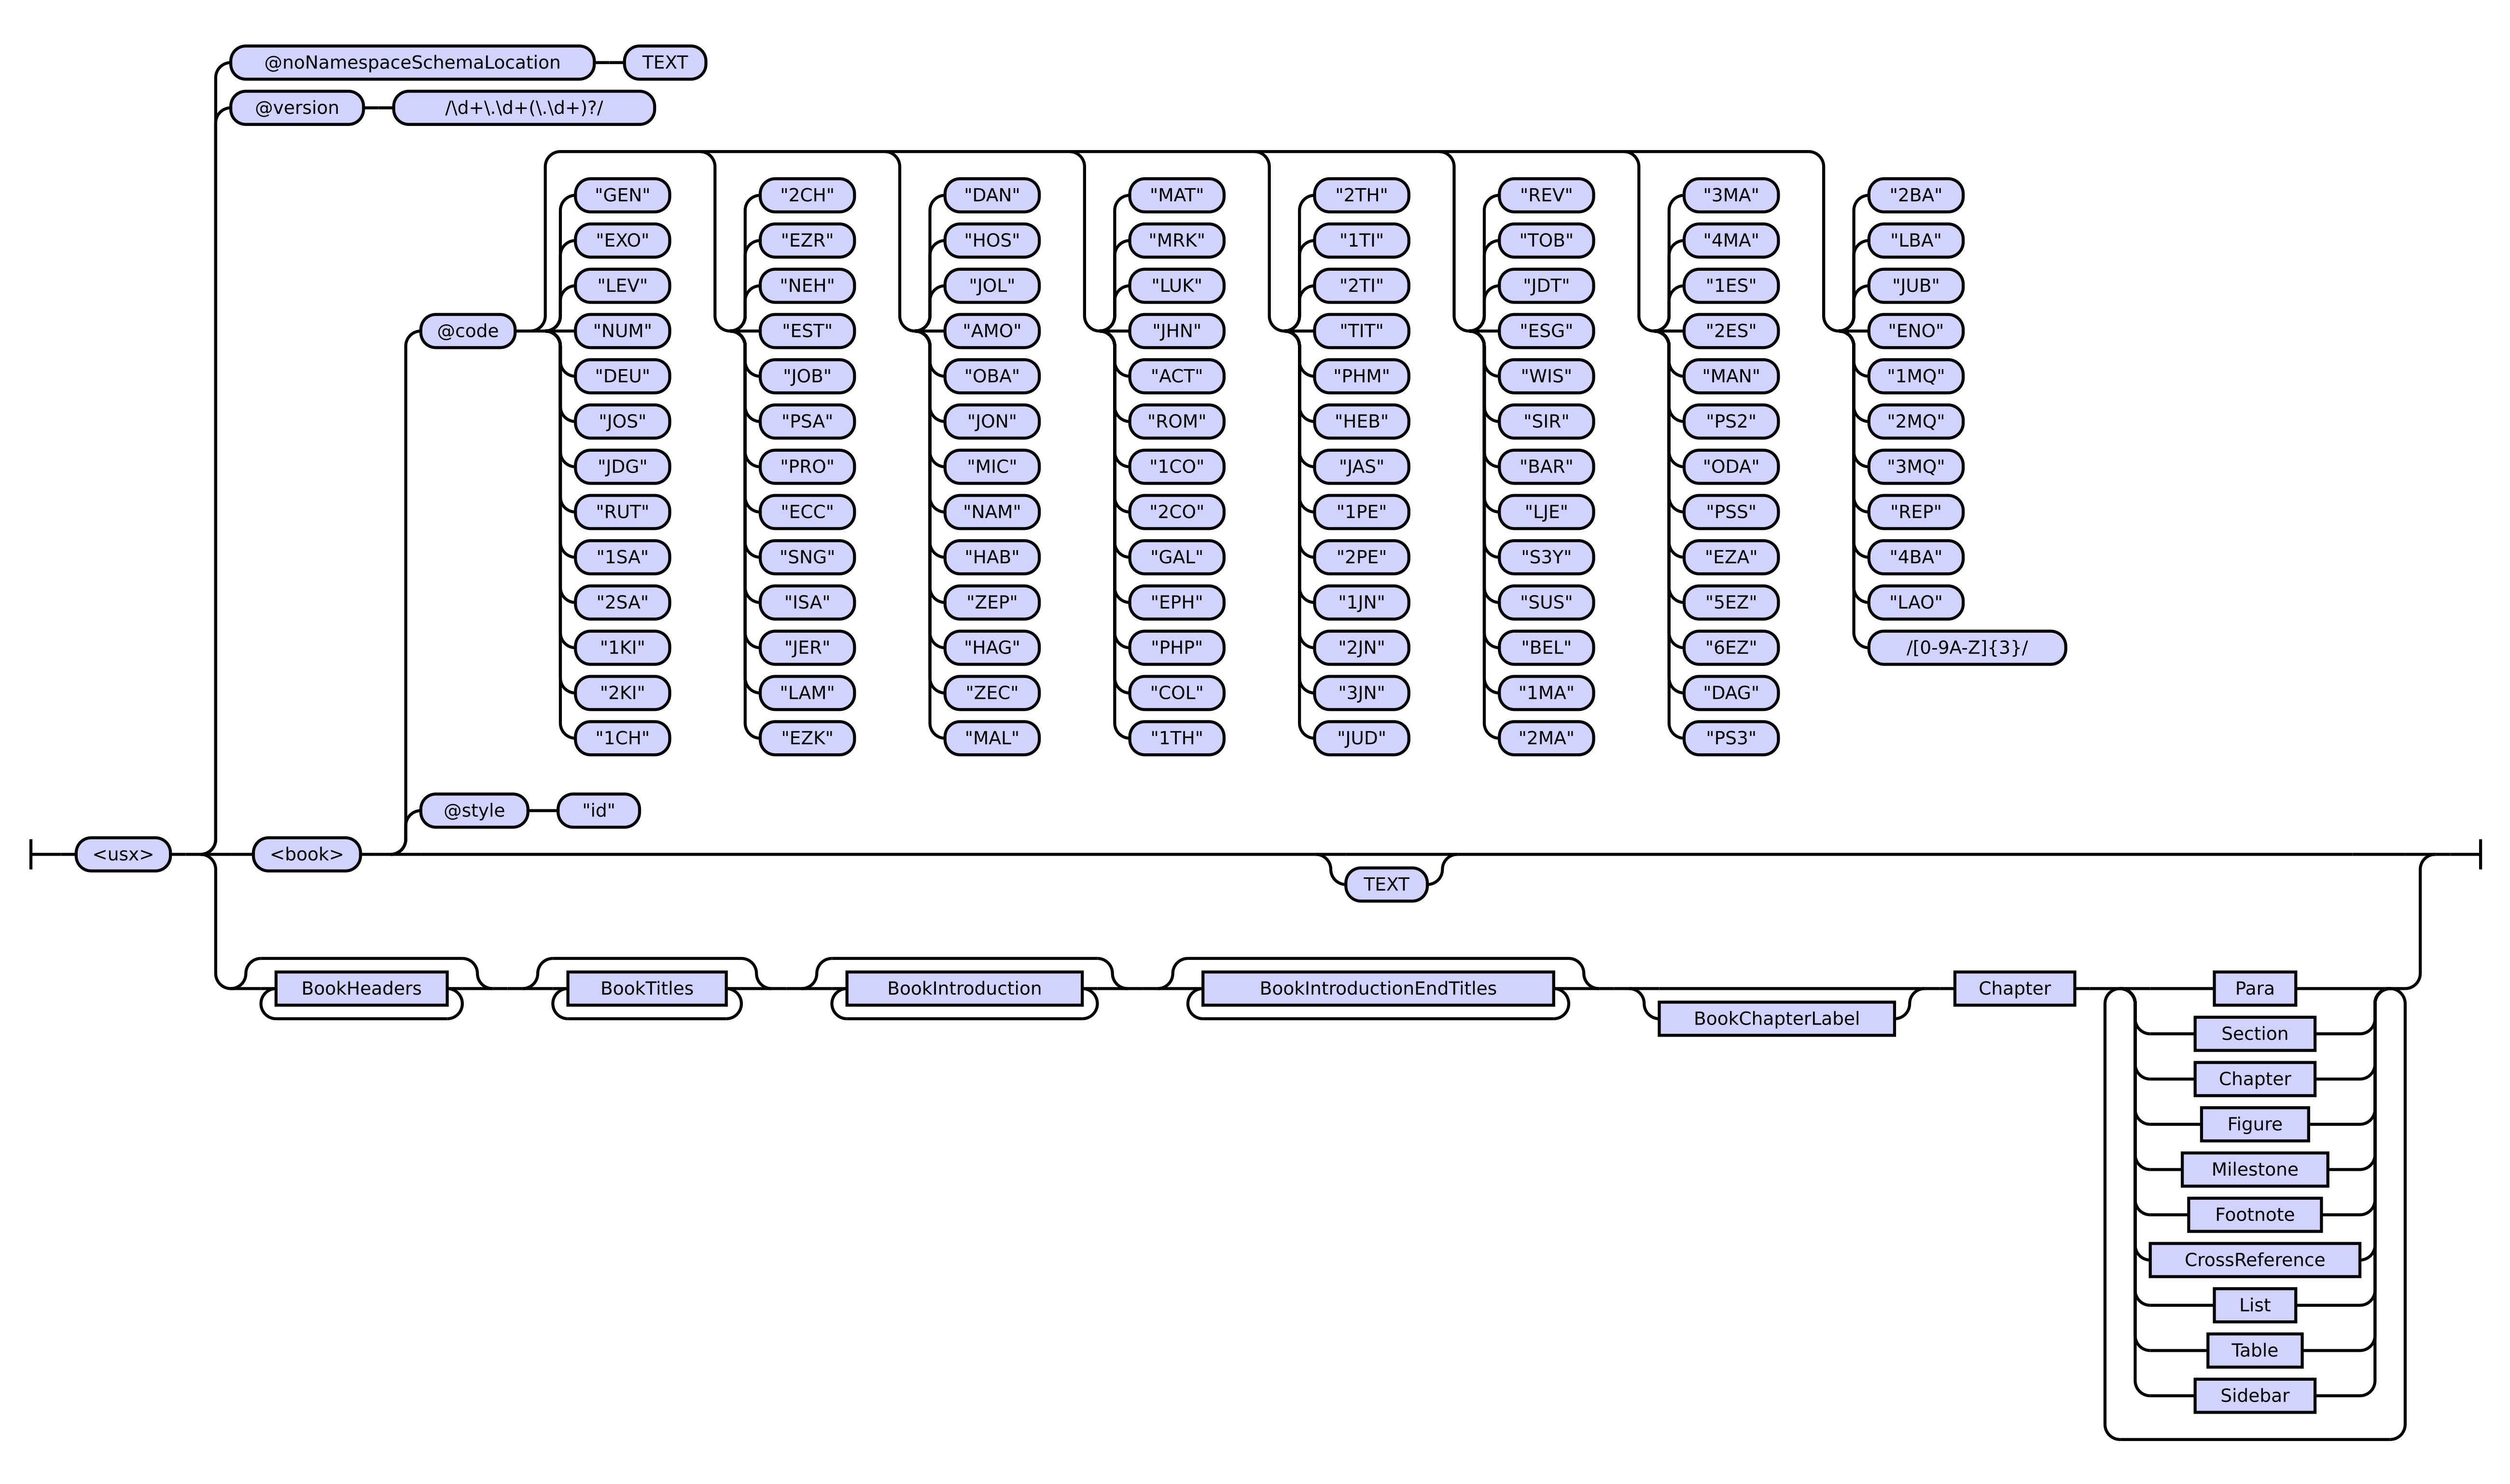 @noNamespaceSchemaLocation TEXT
@version /\d+\.\d+(\.\d+)?/
"GEN" "2CH" "DAN" "MAT" "2TH" "REV" "3MA" "2BA"
"EXO" "EZR" "HOS" "MRK" "1TI" "TOB" "4MA" "LBA"
"LEV" "NEH" "JOL" "LUK" "2TI" "JDT" "1ES" "JUB"
@code "NUM" "EST" "AMO" "JHN" "TIT" "ESG" "2ES" "ENO"
"DEU" "JOB" "OBA" "ACT" "PHM" "WIS" "MAN" "1MQ"
"JOS" "PSA" "JON" "ROM" "HEB" "SIR" "PS2" "2MQ"
"JDG" "PRO" "MIC" "1CO" "JAS" "BAR" "ODA" "3MQ"
"RUT" "ECC" "NAM" "2CO" "1PE" "LJE" "PSS" "REP"
"1SA" "SNG" "HAB" "GAL" "2PE" "S3Y" "EZA" "4BA"
"2SA" "ISA" "ZEP" "EPH" "1JN" "SUS" "5EZ" "LAO"
"1KI" "JER" "HAG" "PHP" "2JN" "BEL" "6EZ" /[0-9A-Z]{3}/
"2KI" "LAM" "ZEC" "COL" "3JN" "1MA" "DAG"
"1CH" "EZK" "MAL" "1TH" "JUD" "2MA" "PS3"
@style "id"
<usx> <book>
TEXT
BookHeaders BookTitles BookIntroduction BookIntroductionEndTitles Chapter Para
BookChapterLabel
Section
Chapter
Figure
Milestone
Footnote
CrossReference
List
Table
Sidebar